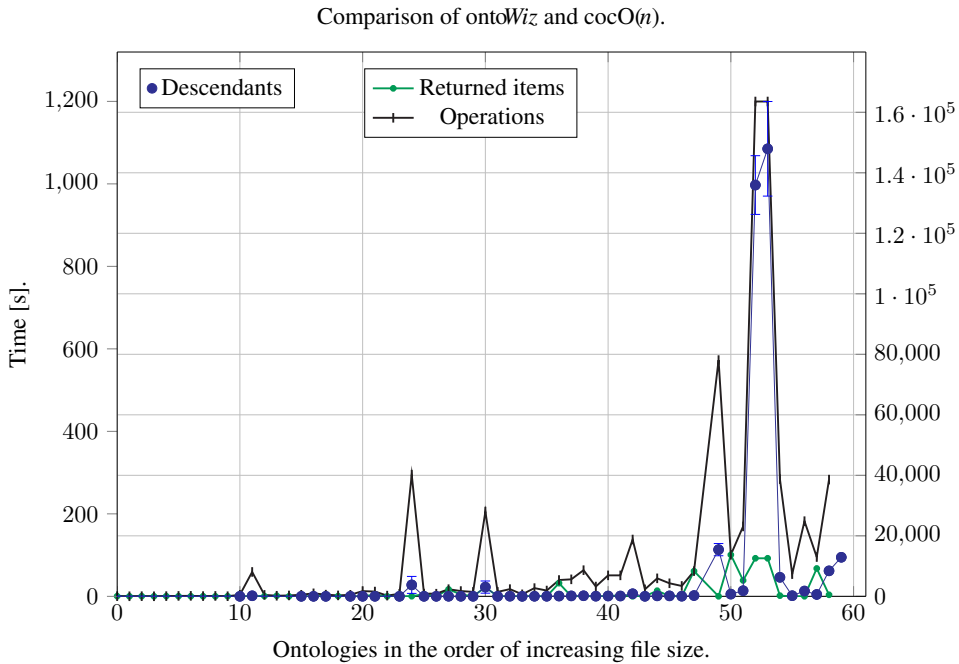 Comparison of ontoWiz and cocO(n).
Descendants
Returned items
Operations
1,200
1,000
800
600
400
200
0
1.6 · 10^5
1.4 · 10^5
1.2 · 10^5
1 · 10^5
80,000
60,000
40,000
20,000
0
Time [s].
0 10 20 30 40 50 60
Ontologies in the order of increasing file size.